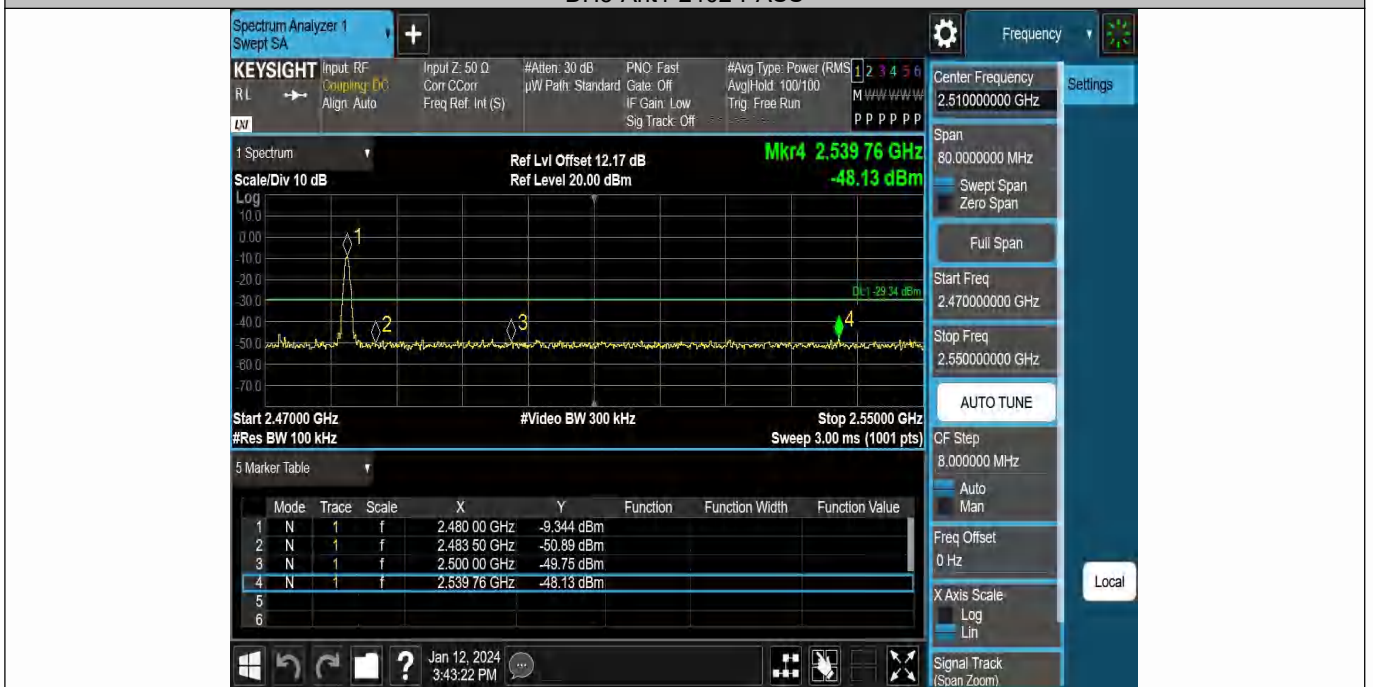 Spectrum Analyzer 1
Swept SA
+
Frequency
KEYSIGHT
RL
LXI
Input: RF
Coupling: DC
Align: Auto
Input Z: 50 Ω
Corr CCorr
Freq Ref: Int (S)
#Atten: 30 dB
µW Path: Standard
PNO: Fast
Gate: Off
IF Gain: Low
Sig Track: Off
#Avg Type: Power (RMS
Avg|Hold: 100/100
Trig: Free Run
1 2 3 4 5 6
M W W W W W
P P P P P P
1 Spectrum
Scale/Div 10 dB
Ref Lvl Offset 12.17 dB
Ref Level 20.00 dBm
Mkr4 2.539 76 GHz
-48.13 dBm
Log
10.0
0.00
-10.0
-20.0
-30.0
-40.0
-50.0
-60.0
-70.0
1
2
3
4
DL1 -29.34 dBm
Start 2.47000 GHz
#Video BW 300 kHz
Stop 2.55000 GHz
#Res BW 100 kHz
Sweep 3.00 ms (1001 pts)
5 Marker Table
Mode Trace Scale X Y Function Function Width Function Value
1 N 1 f 2.480 00 GHz -9.344 dBm
2 N 1 f 2.483 50 GHz -50.89 dBm
3 N 1 f 2.500 00 GHz -49.75 dBm
4 N 1 f 2.539 76 GHz -48.13 dBm
5
6
Jan 12, 2024
3:43:22 PM
?
Center Frequency
2.510000000 GHz
Settings
Span
80.0000000 MHz
Swept Span
Zero Span
Full Span
Start Freq
2.470000000 GHz
Stop Freq
2.550000000 GHz
AUTO TUNE
CF Step
8.000000 MHz
Auto
Man
Freq Offset
0 Hz
X Axis Scale
Log
Lin
Local
Signal Track
(Span Zoom)